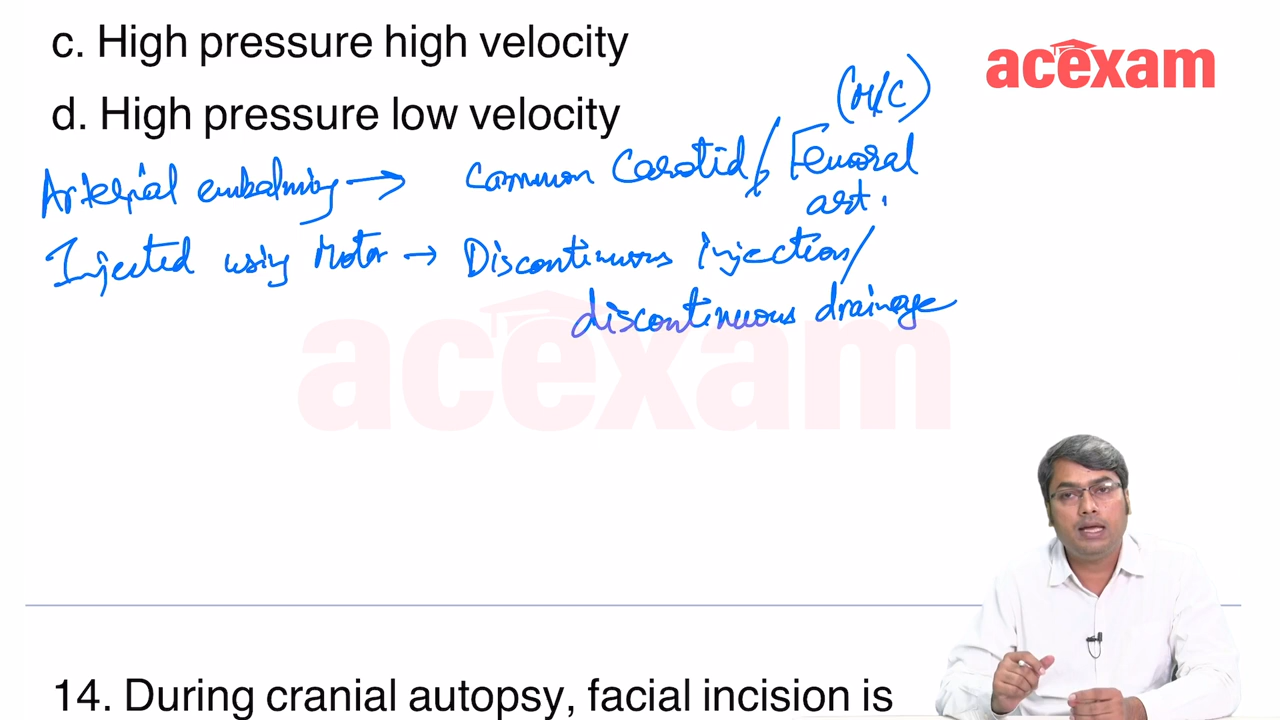 c. High pressure high velocity
acexam
d. High pressure low velocity
(M/C)
Arterial embalming → Common Carotid / Femoral
art.
Injected using Motor → Discontinuous injection/
discontinuous drainage
acexam
14. During cranial autopsy, facial incision is